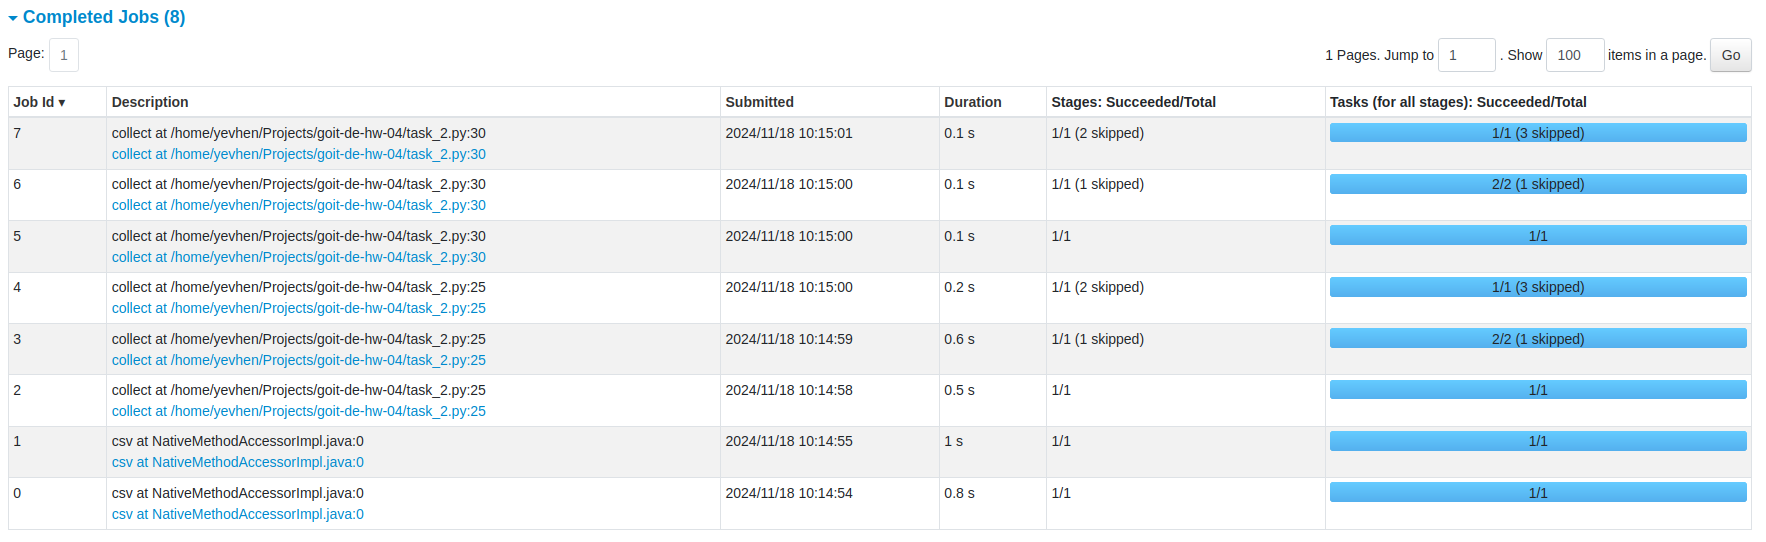 Completed Jobs (8)
Page: 1
1 Pages. Jump to 1 . Show 100 items in a page. Go
Job Id ▾ Description Submitted Duration Stages: Succeeded/Total Tasks (for all stages): Succeeded/Total
7 collect at /home/yevhen/Projects/goit-de-hw-04/task_2.py:30 2024/11/18 10:15:01 0.1 s 1/1 (2 skipped) 1/1 (3 skipped)
collect at /home/yevhen/Projects/goit-de-hw-04/task_2.py:30
6 collect at /home/yevhen/Projects/goit-de-hw-04/task_2.py:30 2024/11/18 10:15:00 0.1 s 1/1 (1 skipped) 2/2 (1 skipped)
collect at /home/yevhen/Projects/goit-de-hw-04/task_2.py:30
5 collect at /home/yevhen/Projects/goit-de-hw-04/task_2.py:30 2024/11/18 10:15:00 0.1 s 1/1 1/1
collect at /home/yevhen/Projects/goit-de-hw-04/task_2.py:30
4 collect at /home/yevhen/Projects/goit-de-hw-04/task_2.py:25 2024/11/18 10:15:00 0.2 s 1/1 (2 skipped) 1/1 (3 skipped)
collect at /home/yevhen/Projects/goit-de-hw-04/task_2.py:25
3 collect at /home/yevhen/Projects/goit-de-hw-04/task_2.py:25 2024/11/18 10:14:59 0.6 s 1/1 (1 skipped) 2/2 (1 skipped)
collect at /home/yevhen/Projects/goit-de-hw-04/task_2.py:25
2 collect at /home/yevhen/Projects/goit-de-hw-04/task_2.py:25 2024/11/18 10:14:58 0.5 s 1/1 1/1
collect at /home/yevhen/Projects/goit-de-hw-04/task_2.py:25
1 csv at NativeMethodAccessorImpl.java:0 2024/11/18 10:14:55 1 s 1/1 1/1
csv at NativeMethodAccessorImpl.java:0
0 csv at NativeMethodAccessorImpl.java:0 2024/11/18 10:14:54 0.8 s 1/1 1/1
csv at NativeMethodAccessorImpl.java:0